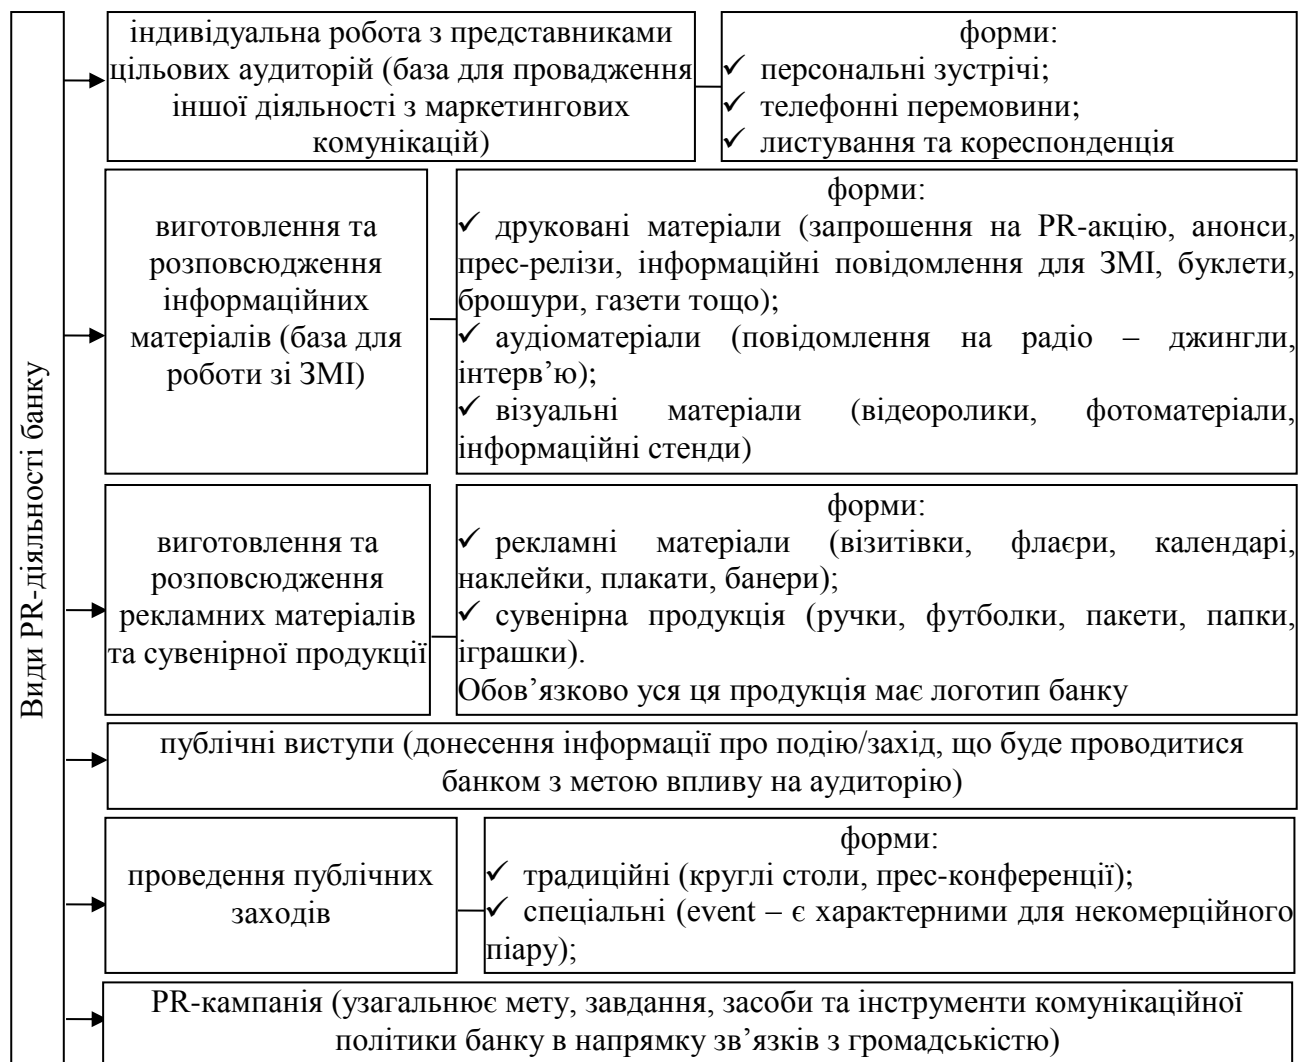 Види PR-діяльності банку
індивідуальна робота з представниками
цільових аудиторій (база для провадження
іншої діяльності з маркетингових
комунікацій)
форми:
✓ персональні зустрічі;
✓ телефонні перемовини;
✓ листування та кореспонденція
виготовлення та
розповсюдження
інформаційних
матеріалів (база для
роботи зі ЗМІ)
форми:
✓ друковані матеріали (запрошення на PR-акцію, анонси,
прес-релізи, інформаційні повідомлення для ЗМІ, буклети,
брошури, газети тощо);
✓ аудіоматеріали (повідомлення на радіо – джингли,
інтерв’ю);
✓ візуальні матеріали (відеоролики, фотоматеріали,
інформаційні стенди)
виготовлення та
розповсюдження
рекламних матеріалів
та сувенірної продукції
форми:
✓ рекламні матеріали (візитівки, флаєри, календарі,
наклейки, плакати, банери);
✓ сувенірна продукція (ручки, футболки, пакети, папки,
іграшки).
Обов’язково уся ця продукція має логотип банку
публічні виступи (донесення інформації про подію/захід, що буде проводитися
банком з метою впливу на аудиторію)
проведення публічних
заходів
форми:
✓ традиційні (круглі столи, прес-конференції);
✓ спеціальні (event – є характерними для некомерційного
піару);
PR-кампанія (узагальнює мету, завдання, засоби та інструменти комунікаційної
політики банку в напрямку зв’язків з громадськістю)